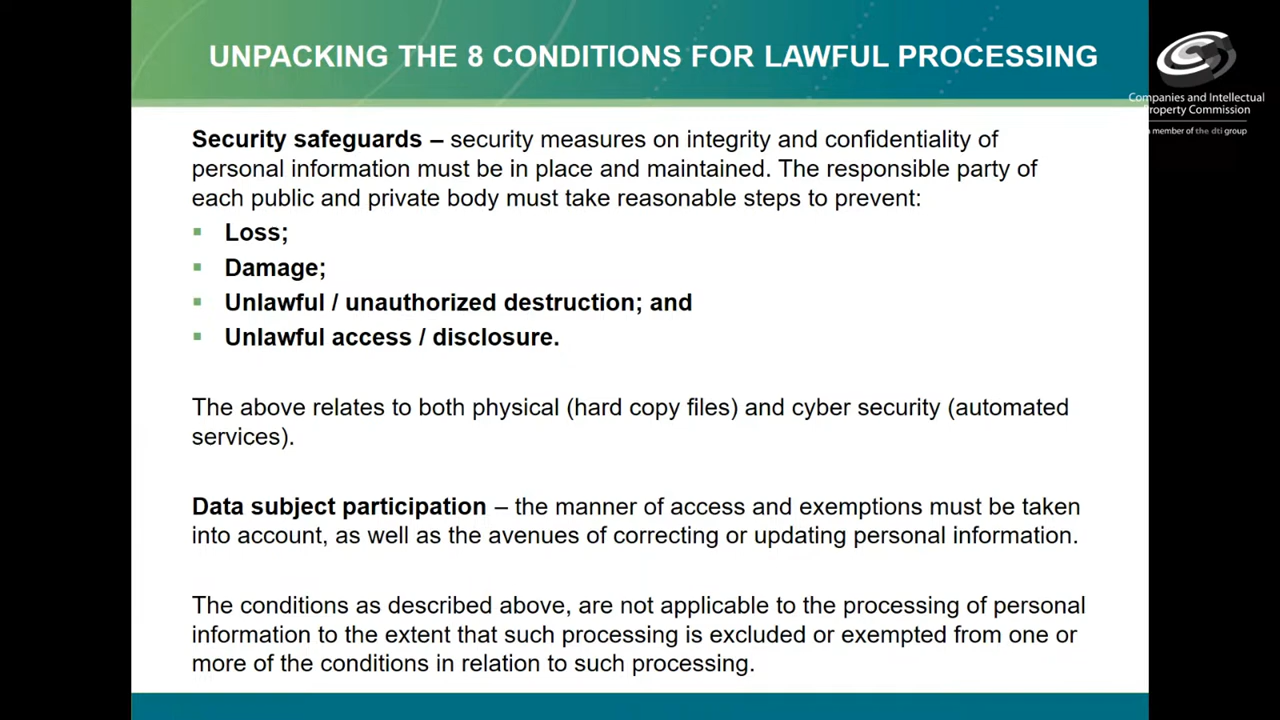 UNPACKING THE 8 CONDITIONS FOR LAWFUL PROCESSING
Companies and Intellectual
Property Commission
a member of the dti group
Security safeguards – security measures on integrity and confidentiality of
personal information must be in place and maintained. The responsible party of
each public and private body must take reasonable steps to prevent:
▪ Loss;
▪ Damage;
▪ Unlawful / unauthorized destruction; and
▪ Unlawful access / disclosure.
The above relates to both physical (hard copy files) and cyber security (automated
services).
Data subject participation – the manner of access and exemptions must be taken
into account, as well as the avenues of correcting or updating personal information.
The conditions as described above, are not applicable to the processing of personal
information to the extent that such processing is excluded or exempted from one or
more of the conditions in relation to such processing.